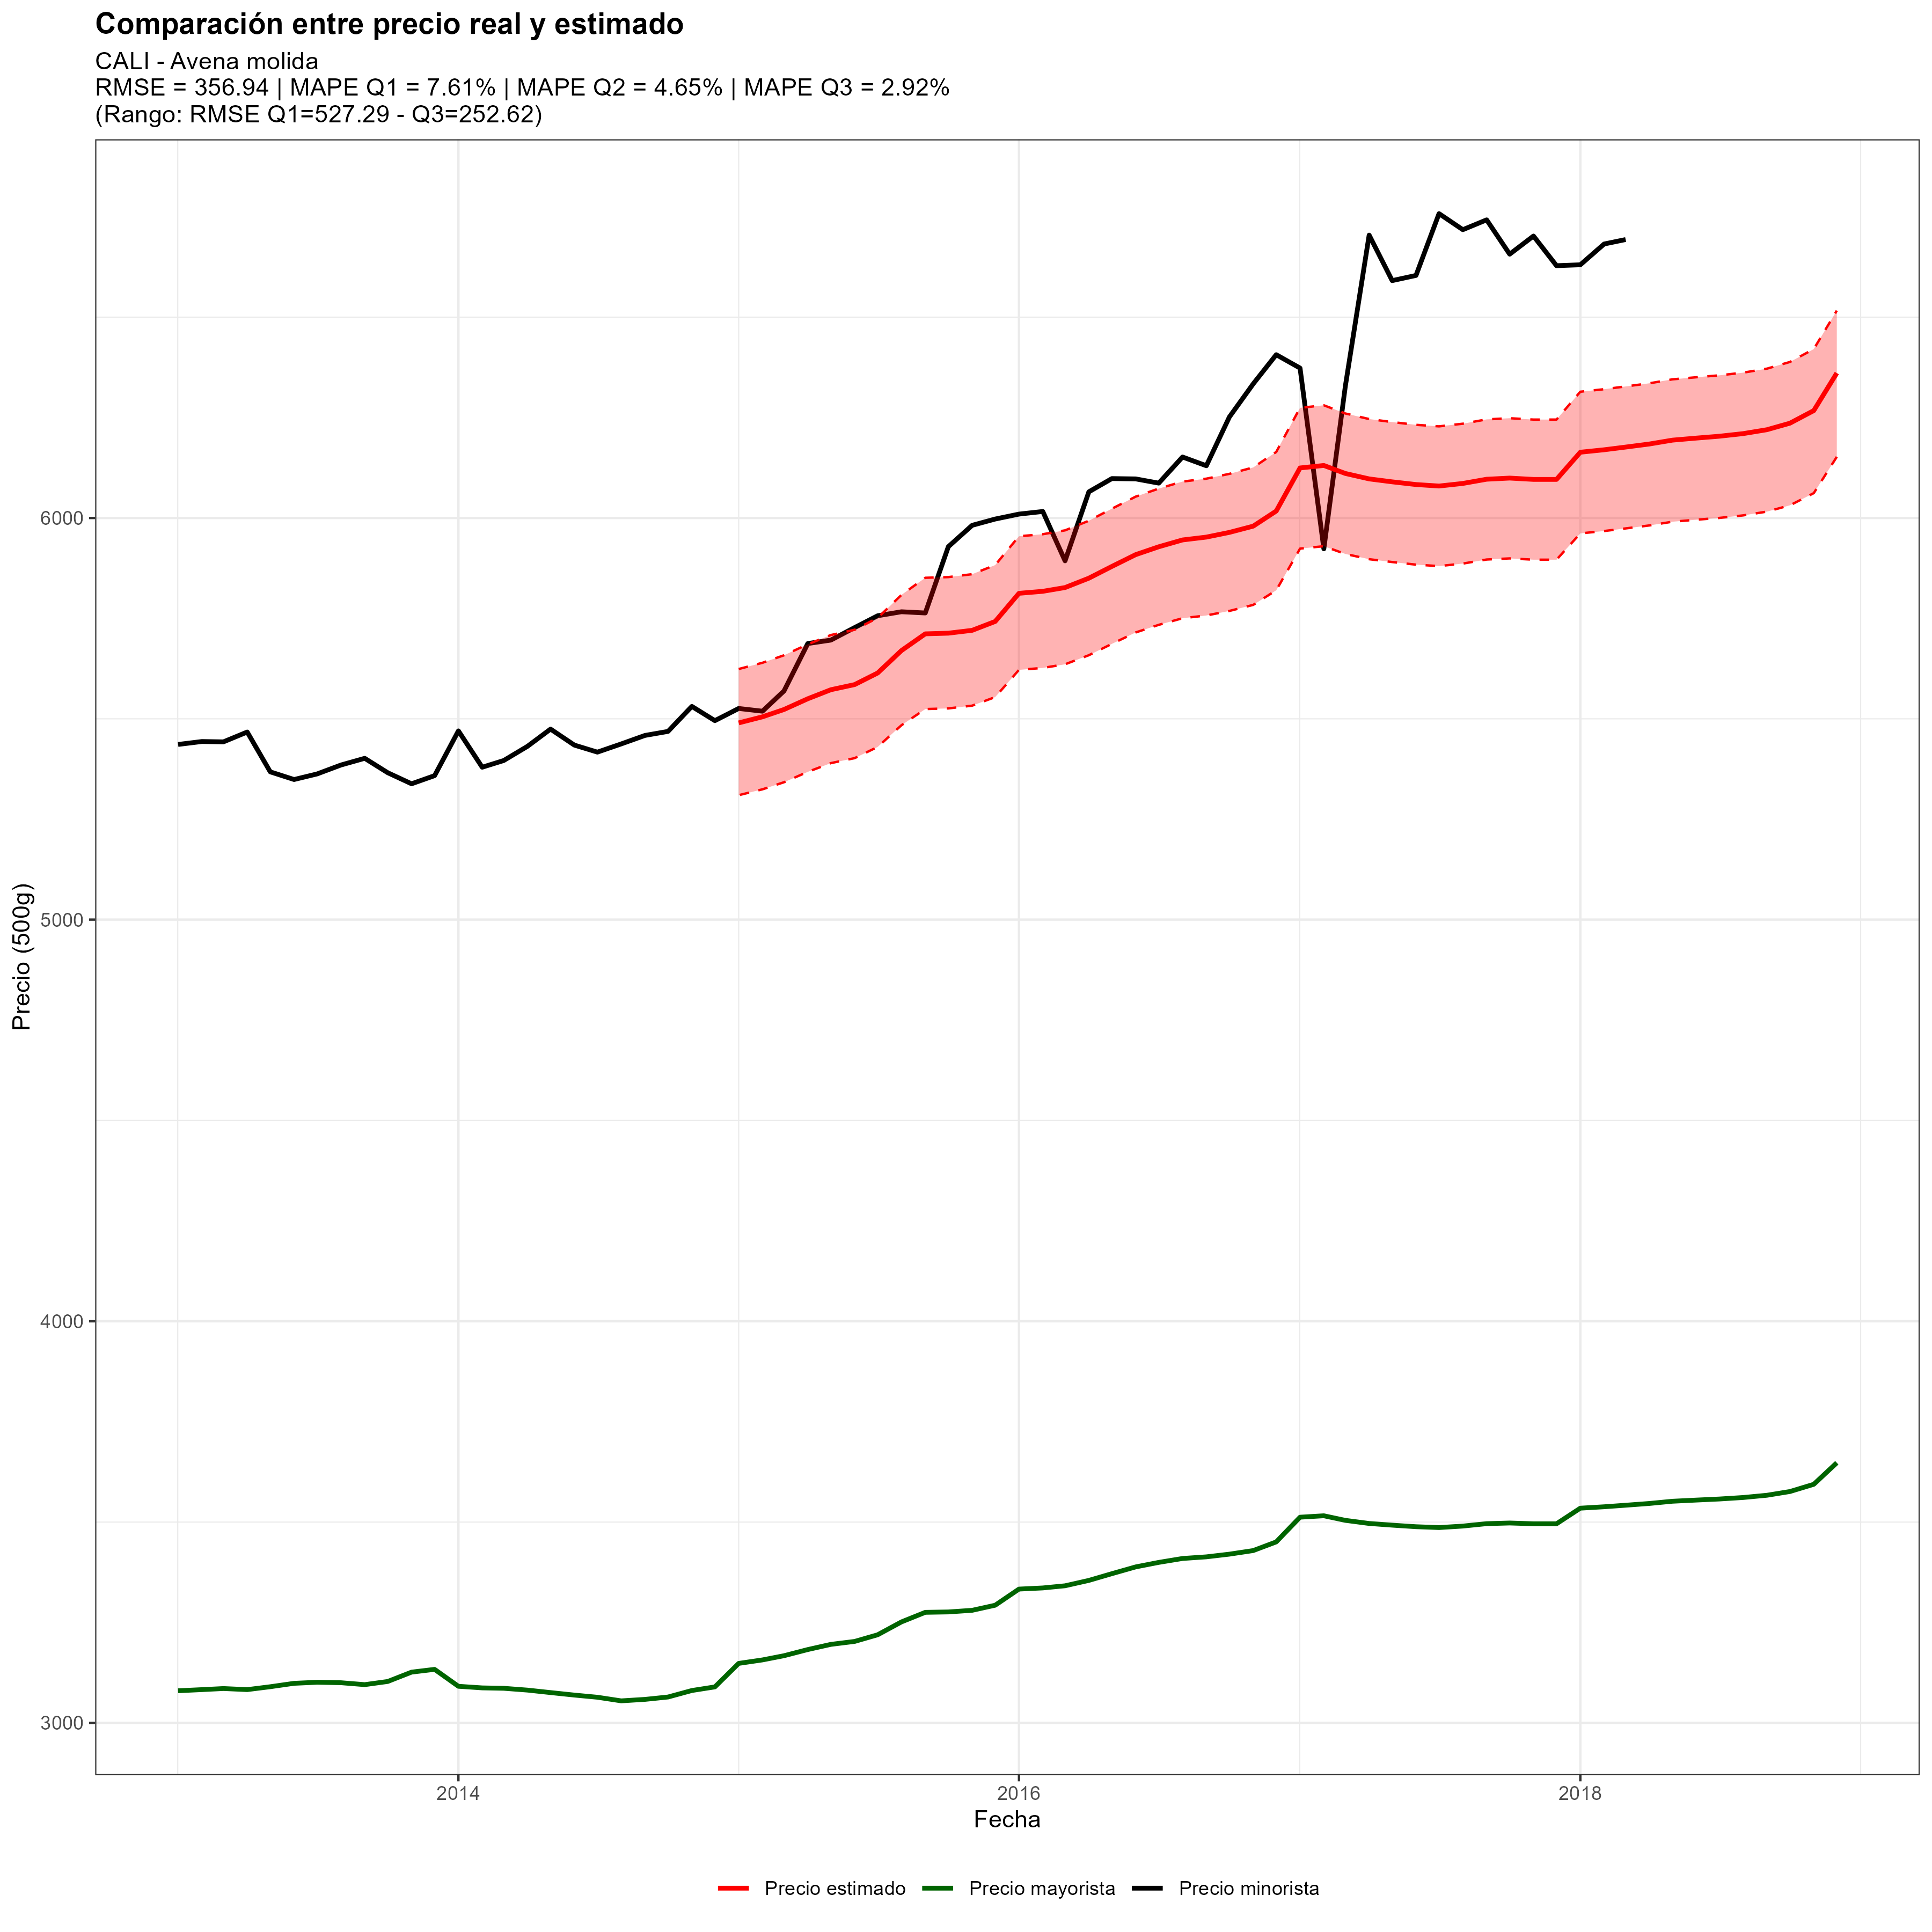 Comparación entre precio real y estimado
CALI - Avena molida
RMSE = 356.94 | MAPE Q1 = 7.61% | MAPE Q2 = 4.65% | MAPE Q3 = 2.92%
(Rango: RMSE Q1=527.29 - Q3=252.62)
Precio (500g)
6000
5000
4000
3000
2014 2016 2018
Fecha
Precio estimado Precio mayorista Precio minorista